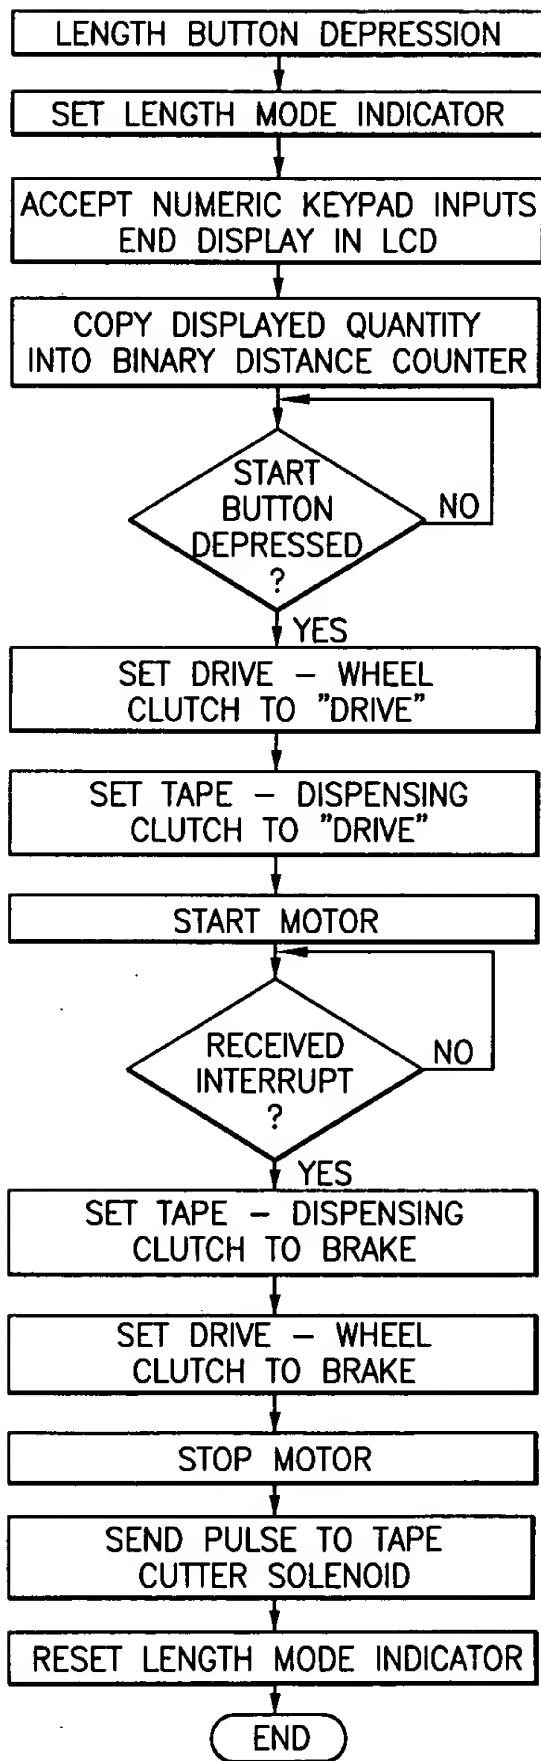 LENGTH BUTTON DEPRESSION
SET LENGTH MODE INDICATOR
ACCEPT NUMERIC KEYPAD INPUTS
END DISPLAY IN LCD
COPY DISPLAYED QUANTITY
INTO BINARY DISTANCE COUNTER
START
BUTTON
DEPRESSED
?
NO
YES
SET DRIVE – WHEEL
CLUTCH TO "DRIVE"
SET TAPE – DISPENSING
CLUTCH TO "DRIVE"
START MOTOR
RECEIVED
INTERRUPT
?
NO
YES
SET TAPE – DISPENSING
CLUTCH TO BRAKE
SET DRIVE – WHEEL
CLUTCH TO BRAKE
STOP MOTOR
SEND PULSE TO TAPE
CUTTER SOLENOID
RESET LENGTH MODE INDICATOR
END